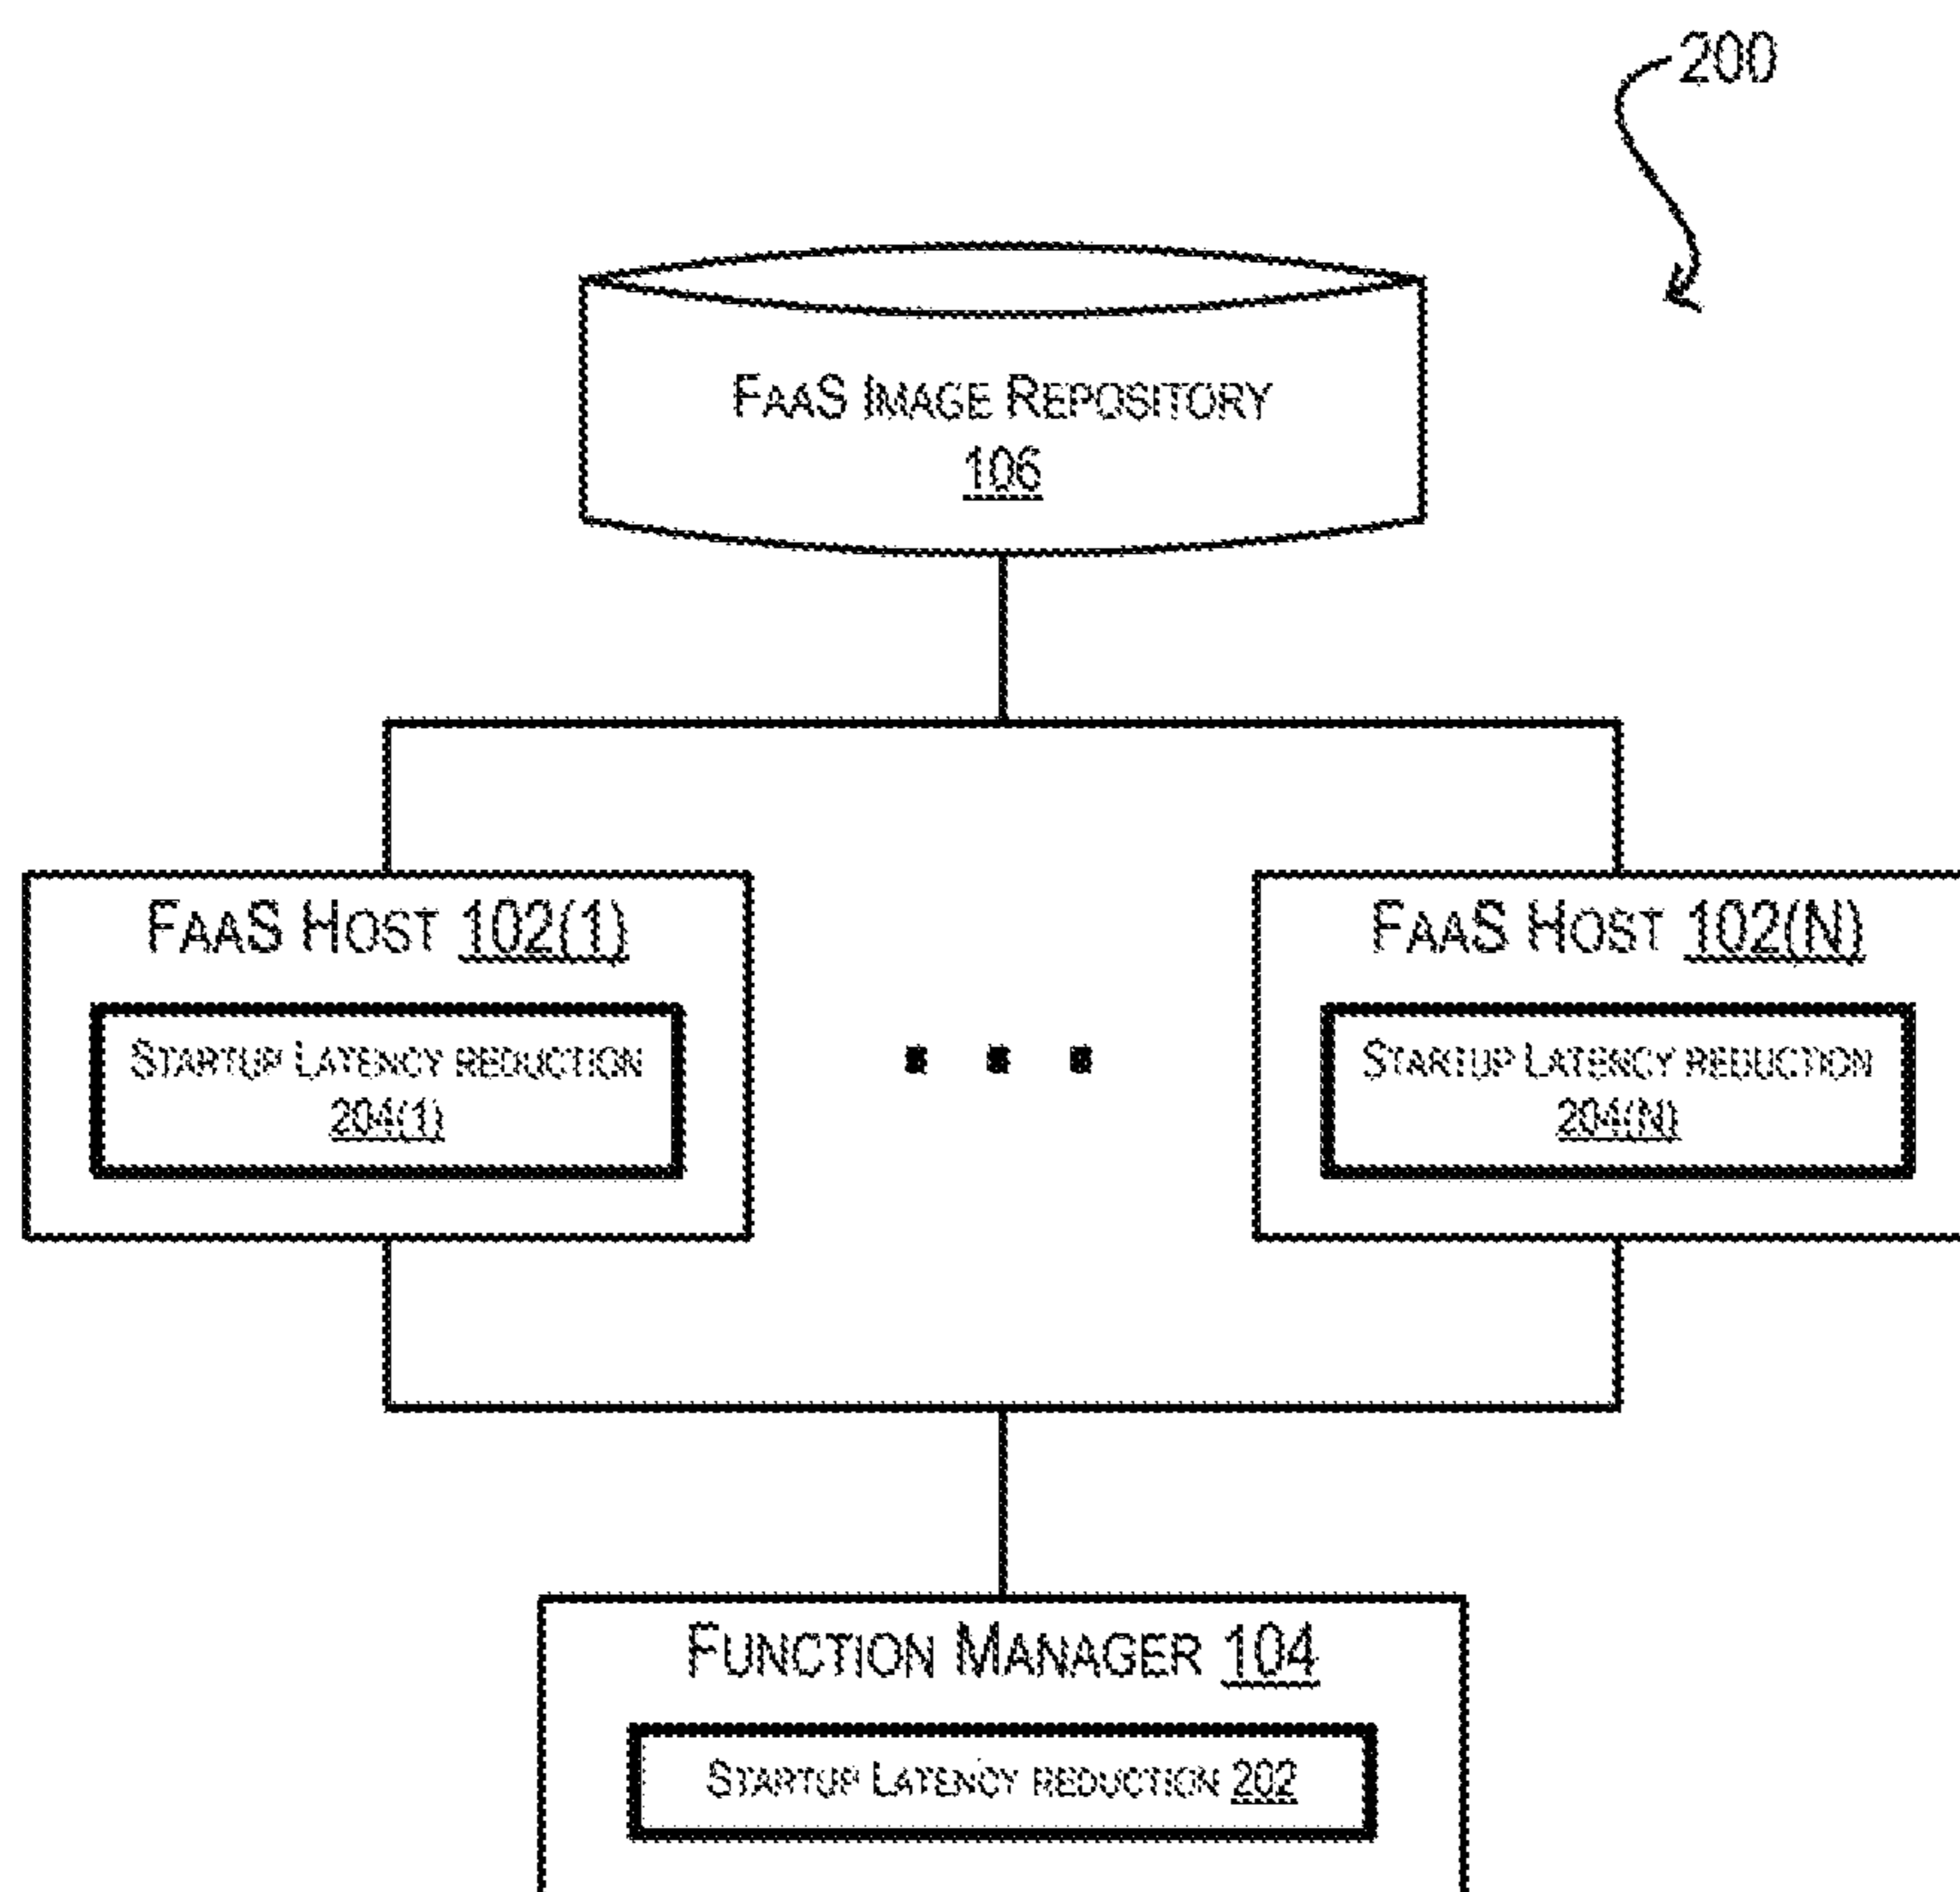 200
FaaS Image Repository
106
FaaS Host 102(1)
FaaS Host 102(N)
Startup Latency reduction
204(1)
Startup Latency reduction
204(N)
Function Manager 104
Startup Latency reduction 202